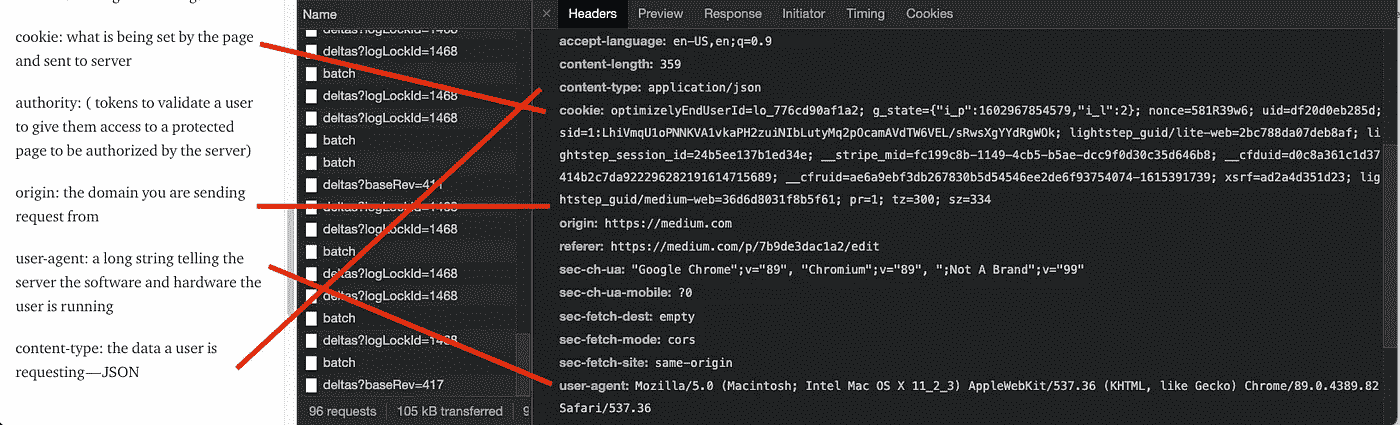 cookie: what is being set by the page
and sent to server
authority: ( tokens to validate a user
to give them access to a protected
page to be authorized by the server)
origin: the domain you are sending
request from
user-agent: a long string telling the
server the software and hardware the
user is running
content-type: the data a user is
requesting—JSON
Name
deltas?logLockId=1468
deltas?logLockId=1468
batch
deltas?logLockId=1468
batch
batch
deltas?baseRev=411
deltas?logLockId=1468
deltas?logLockId=1468
batch
deltas?logLockId=1468
deltas?logLockId=1468
batch
deltas?logLockId=1468
batch
deltas?baseRev=417
96 requests 105 kB transferred 9
× Headers Preview Response Initiator Timing Cookies
accept-language: en-US,en;q=0.9
content-length: 359
content-type: application/json
cookie: optimizelyEndUserId=lo_776cd90af1a2; g_state={"i_p":1602967854579,"i_l":2}; nonce=581R39w6; uid=df20d0eb285d;
sid=1:LhiVmqU1oPNNKVA1vkaPH2zuiNIbLutyMq2pOcamAVdTW6VEL/sRwsXgYYdRgWOk; lightstep_guid/lite-web=2bc788da07deb8af; li
ghtstep_session_id=24b5ee137b1ed34e; __stripe_mid=fc199c8b-1149-4cb5-b5ae-dcc9f0d30c35d646b8; __cfduid=d0c8a361c1d37
414b2c7da922296282191614715689; __cfruid=ae6a9ebf3db267830b5d54546ee2de6f93754074-1615391739; xsrf=ad2a4d351d23; lig
htstep_guid/medium-web=36d6d8031f8b5f61; pr=1; tz=300; sz=334
origin: https://medium.com
referer: https://medium.com/p/7b9de3dac1a2/edit
sec-ch-ua: "Google Chrome";v="89", "Chromium";v="89", ";Not A Brand";v="99"
sec-ch-ua-mobile: ?0
sec-fetch-dest: empty
sec-fetch-mode: cors
sec-fetch-site: same-origin
user-agent: Mozilla/5.0 (Macintosh; Intel Mac OS X 11_2_3) AppleWebKit/537.36 (KHTML, like Gecko) Chrome/89.0.4389.82
Safari/537.36